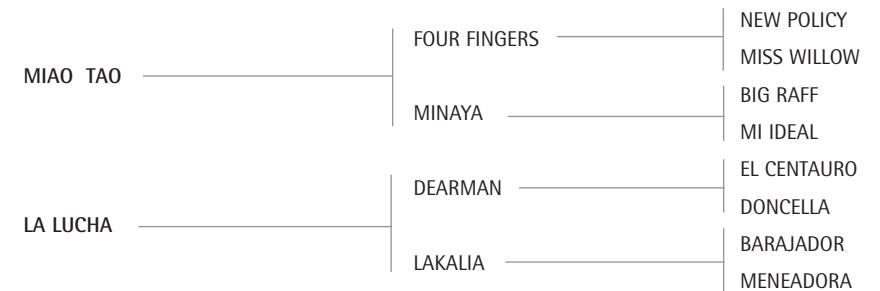 NEW POLICY
FOUR FINGERS
MISS WILLOW
MIAO TAO
BIG RAFF
MINAYA
MI IDEAL
EL CENTAURO
DEARMAN
DONCELLA
LA LUCHA
BARAJADOR
LAKALIA
MENEADORA